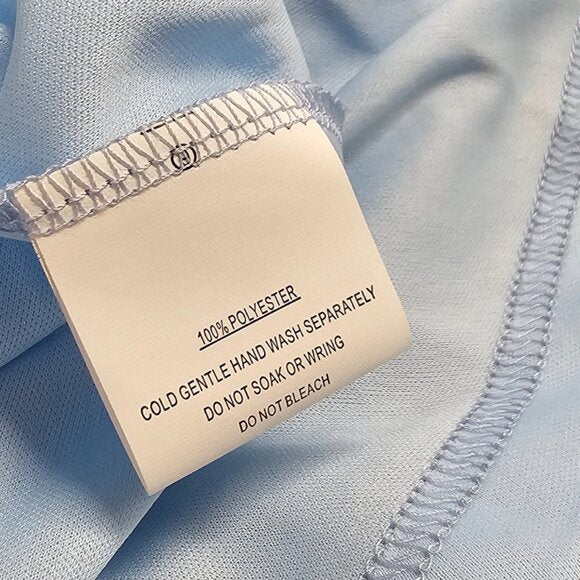 100% POLYESTER
COLD GENTLE HAND WASH SEPARATELY
DO NOT SOAK OR WRING
DO NOT BLEACH